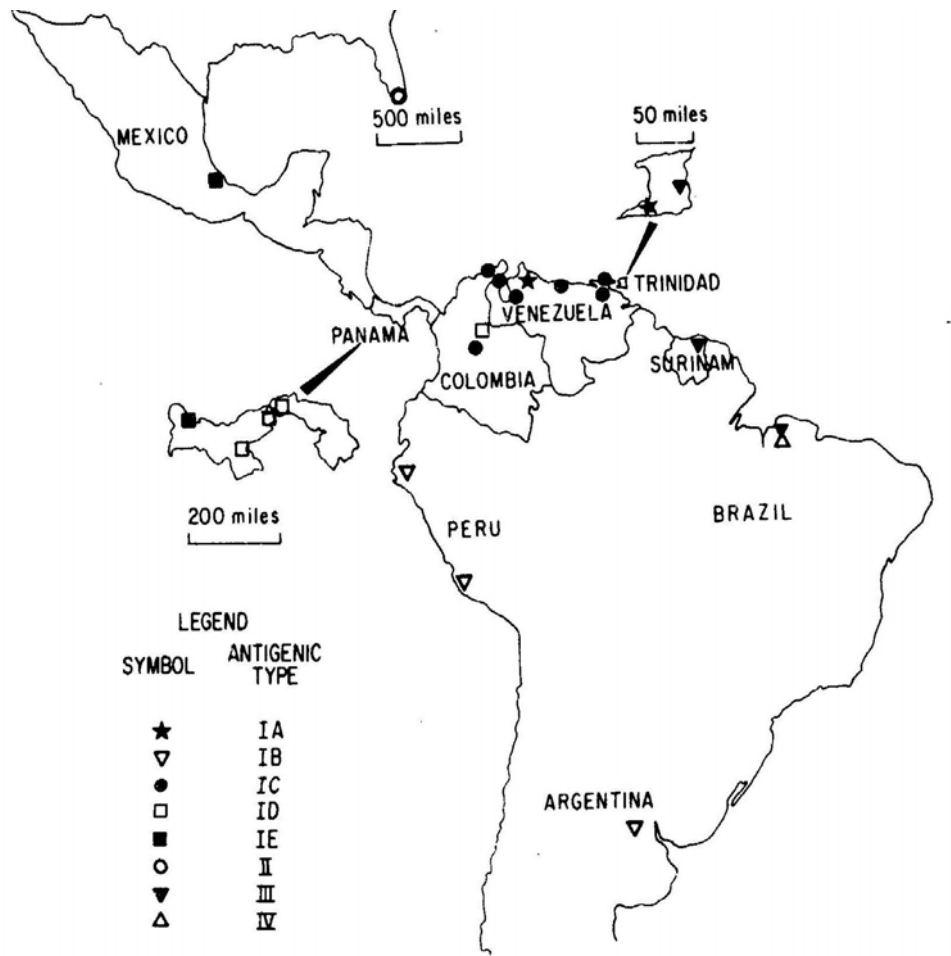 500 miles
50 miles
MEXICO
TRINIDAD
VENEZUELA
PANAMA
SURINAM
COLOMBIA
200 miles
PERU
BRAZIL
LEGEND
SYMBOL ANTIGENIC TYPE
IA
IB
IC
ID
IE
II
III
IV
ARGENTINA